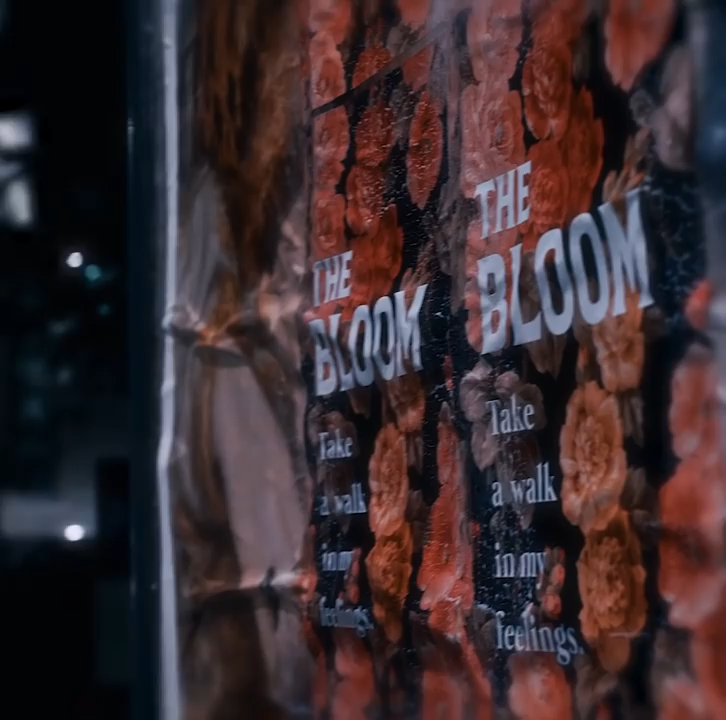 THE
BLOOM
Take
a walk
in my
feelings.
THE
BLOOM
Take
a walk
in my
feelings.